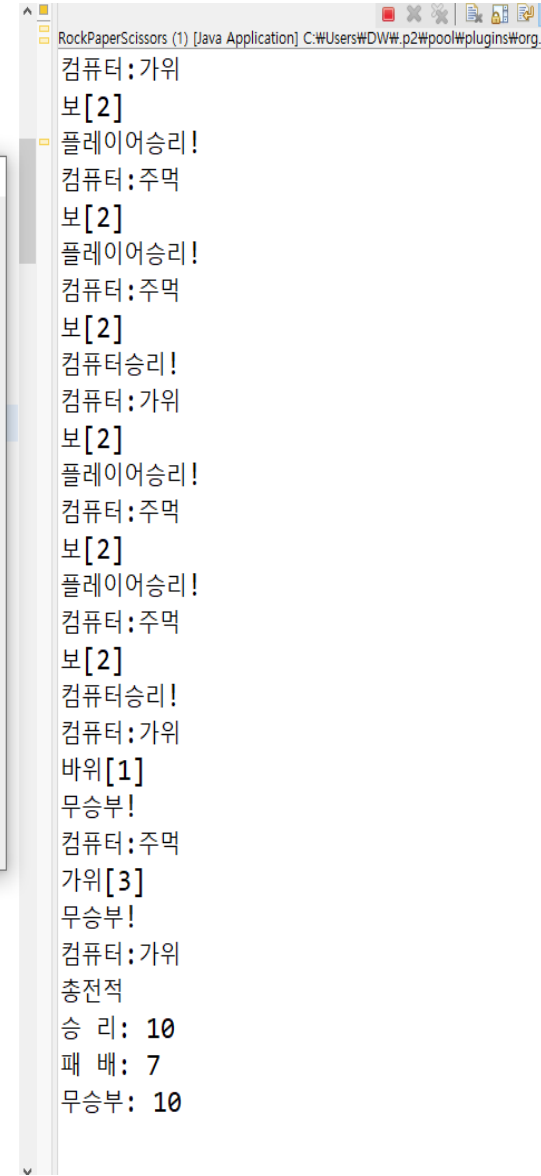 RockPaperScissors (1) [Java Application] C:₩Users₩DW₩.p2₩pool₩plugins₩org.
컴퓨터:가위
보[2]
플레이어승리!
컴퓨터:주먹
보[2]
플레이어승리!
컴퓨터:주먹
보[2]
컴퓨터승리!
컴퓨터:가위
보[2]
플레이어승리!
컴퓨터:주먹
보[2]
플레이어승리!
컴퓨터:주먹
보[2]
컴퓨터승리!
컴퓨터:가위
바위[1]
무승부!
컴퓨터:주먹
가위[3]
무승부!
컴퓨터:가위
총전적
승 리: 10
패 배: 7
무승부: 10